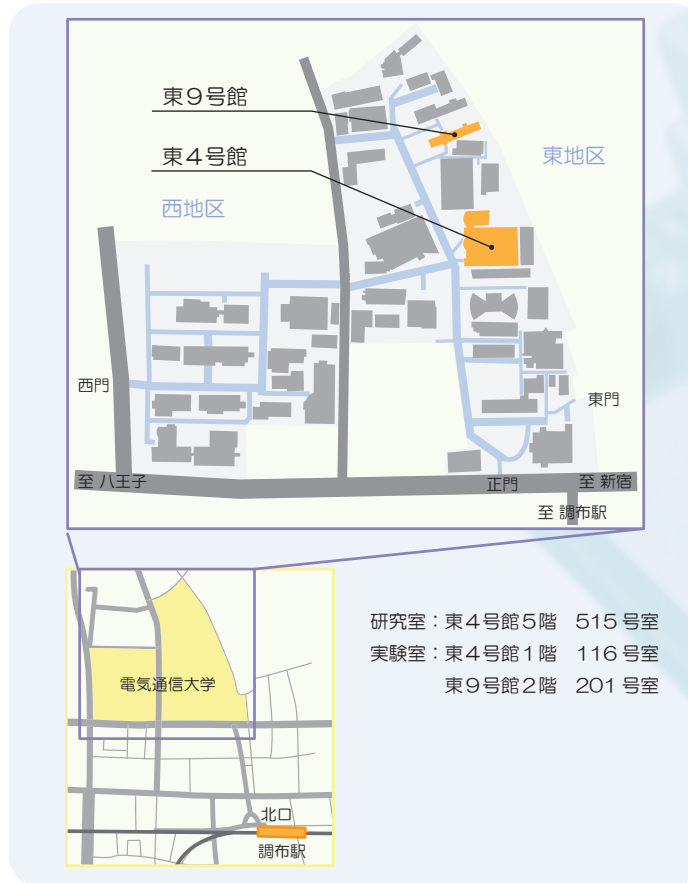 東９号館
東４号館
東地区
西地区
西門
東門
至 八王子
正門
至 新宿
至 調布駅
電気通信大学
北口
調布駅
研究室：東４号館５階　515 号室
実験室：東４号館１階　116 号室
東９号館２階　201 号室